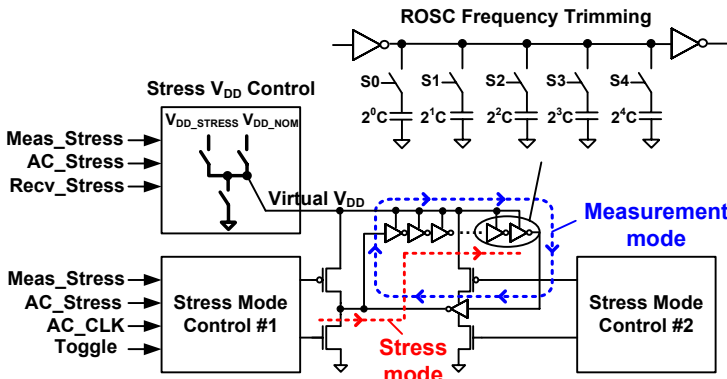 ROSC Frequency Trimming
S0 S1 S2 S3 S4
2⁰C 2¹C 2²C 2³C 2⁴C
Stress V_DD Control
V_DD_STRESS V_DD_NOM
Meas_Stress
AC_Stress
Recv_Stress
Virtual V_DD
Measurement
mode
Meas_Stress
AC_Stress
AC_CLK
Toggle
Stress Mode
Control #1
Stress
mode
Stress Mode
Control #2